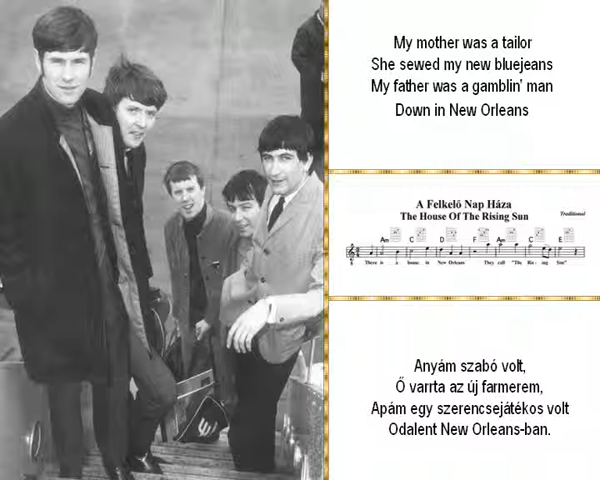 My mother was a tailor
She sewed my new bluejeans
My father was a gamblin' man
Down in New Orleans
A Felkelő Nap Háza
The House Of The Rising Sun
Traditional
Am C D F Am C E
There is a house in New Orleans They call "The Ris - ing Sun"
Anyám szabó volt,
Ő varrta az új farmerem,
Apám egy szerencsejátékos volt
Odalent New Orleans-ban.